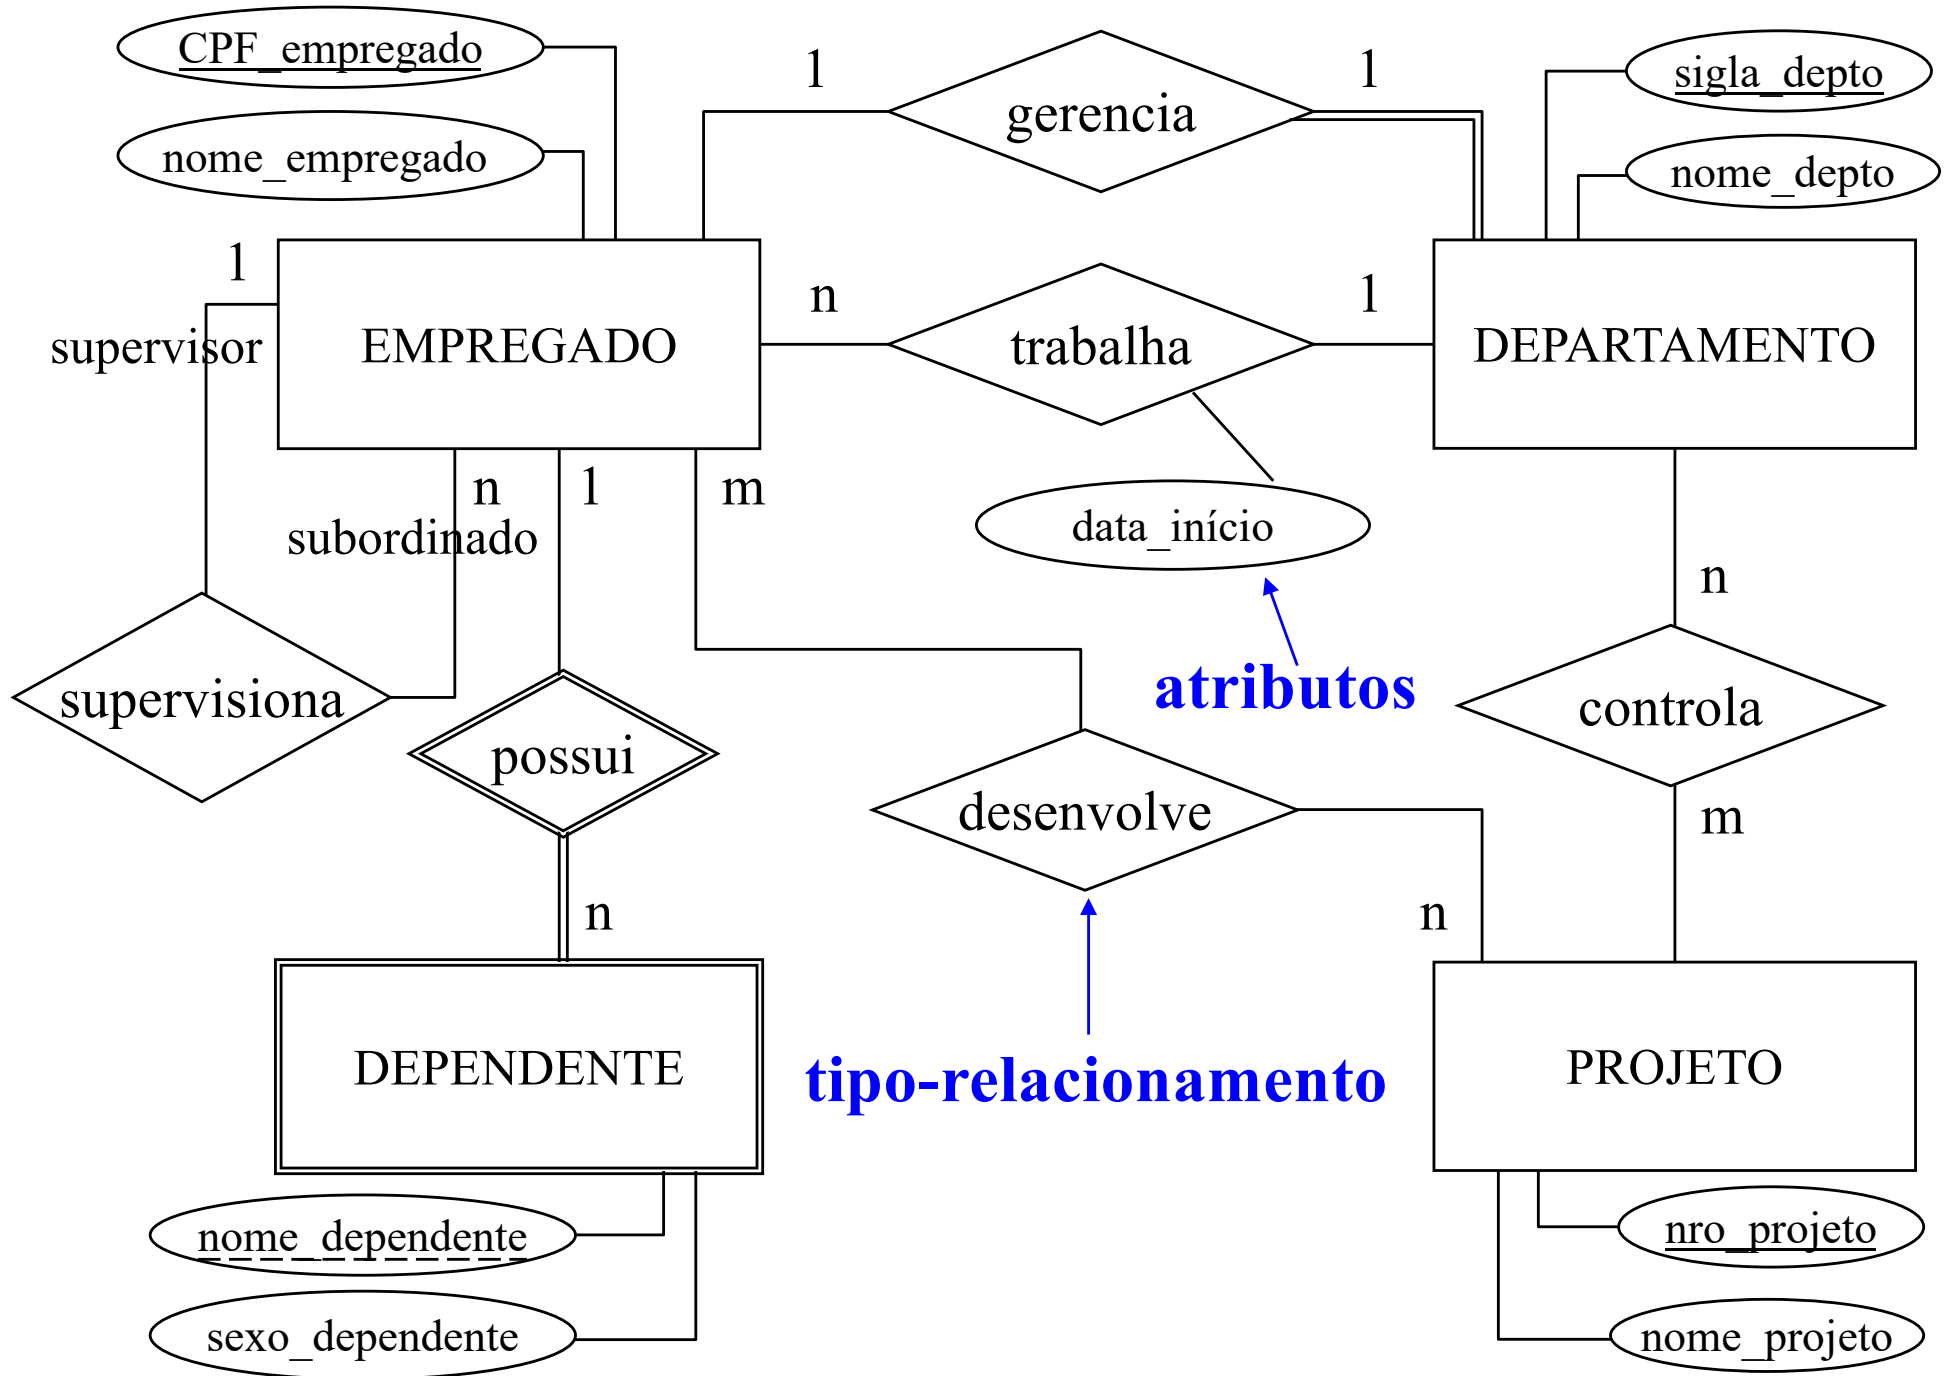 CPF_empregado
nome_empregado
1
gerencia
1
sigla_depto
nome_depto
1
supervisor
EMPREGADO
n
trabalha
1
DEPARTAMENTO
n
subordinado
1
m
data_início
n
atributos
supervisiona
possui
desenvolve
controla
m
n
n
DEPENDENTE
tipo-relacionamento
PROJETO
nome_dependente
sexo_dependente
nro_projeto
nome_projeto